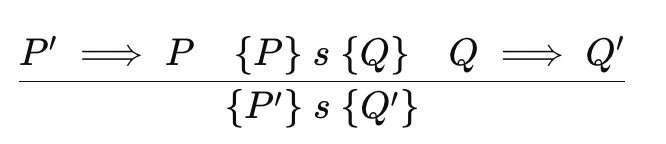 P′ ⟹ P {P} s {Q} Q ⟹ Q′
{P′} s {Q′}